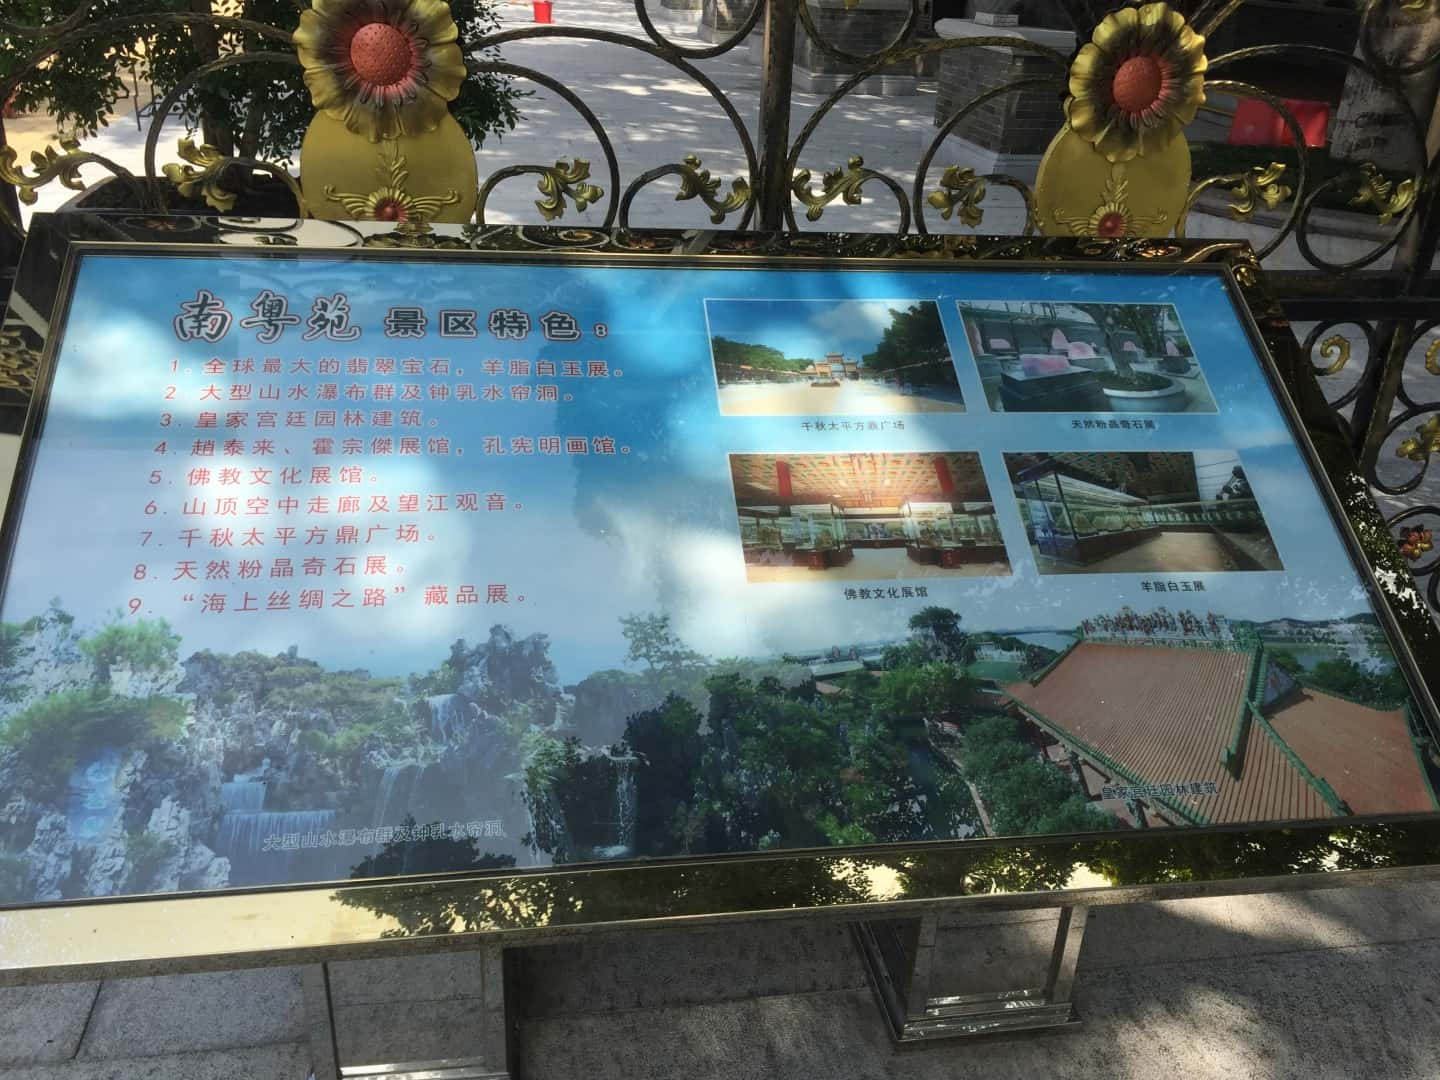 南粤苑 景区特色：
1. 全球最大的翡翠宝石，羊脂白玉展。
2. 大型山水瀑布群及钟乳水帘洞。
3. 皇家宫廷园林建筑。
4. 趙泰来、霍宗傑展馆，孔宪明画馆。
5. 佛教文化展馆。
6. 山顶空中走廊及望江观音。
7. 千秋太平方鼎广场。
8. 天然粉晶奇石展。
9. “海上丝绸之路”藏品展。
千秋太平方鼎广场
天然粉晶奇石展
佛教文化展馆
羊脂白玉展
大型山水瀑布群及钟乳水帘洞
皇家宫廷园林建筑